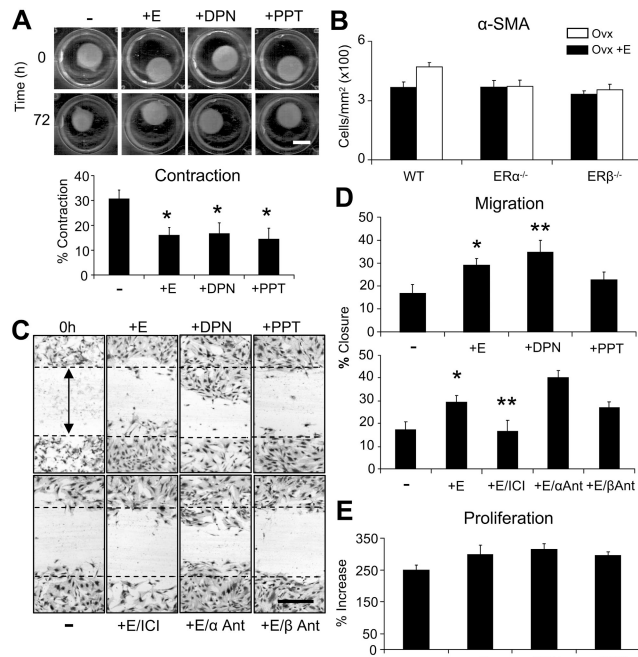 A
- +E +DPN +PPT
Time (h)
0
72
Contraction
% Contraction
40
30
20
10
0
* * *
- +E +DPN +PPT
B
α-SMA
Ovx
Ovx +E
Cells/mm² (x100)
6
3
0
WT ERα-/- ERβ-/-
C
0h +E +DPN +PPT
- +E/ICI +E/α Ant +E/β Ant
D
Migration
% Closure
50
40
30
20
10
0
* **
- +E +DPN +PPT
50
40
30
20
10
0
* **
- +E +E/ICI +E/αAnt +E/βAnt
E
Proliferation
% Increase
350
250
150
50
0